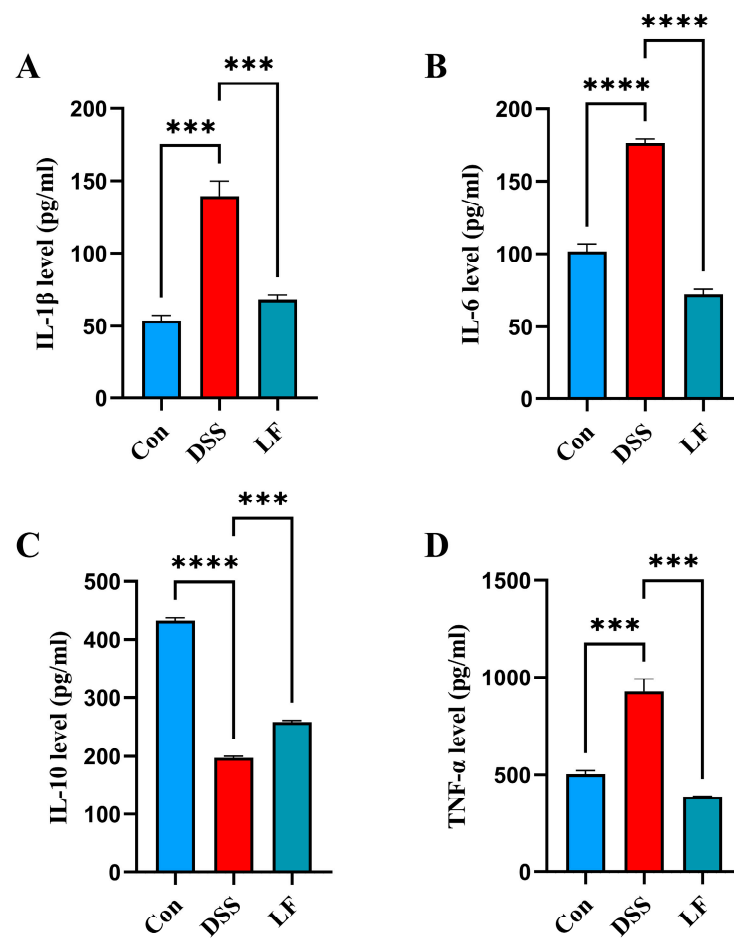 A
***
***
IL-1β level (pg/ml)
200
150
100
50
0
Con
DSS
LF
B
****
****
IL-6 level (pg/ml)
200
150
100
50
0
Con
DSS
LF
C
***
****
IL-10 level (pg/ml)
500
400
300
200
100
0
Con
DSS
LF
D
***
***
TNF-α level (pg/ml)
1500
1000
500
0
Con
DSS
LF